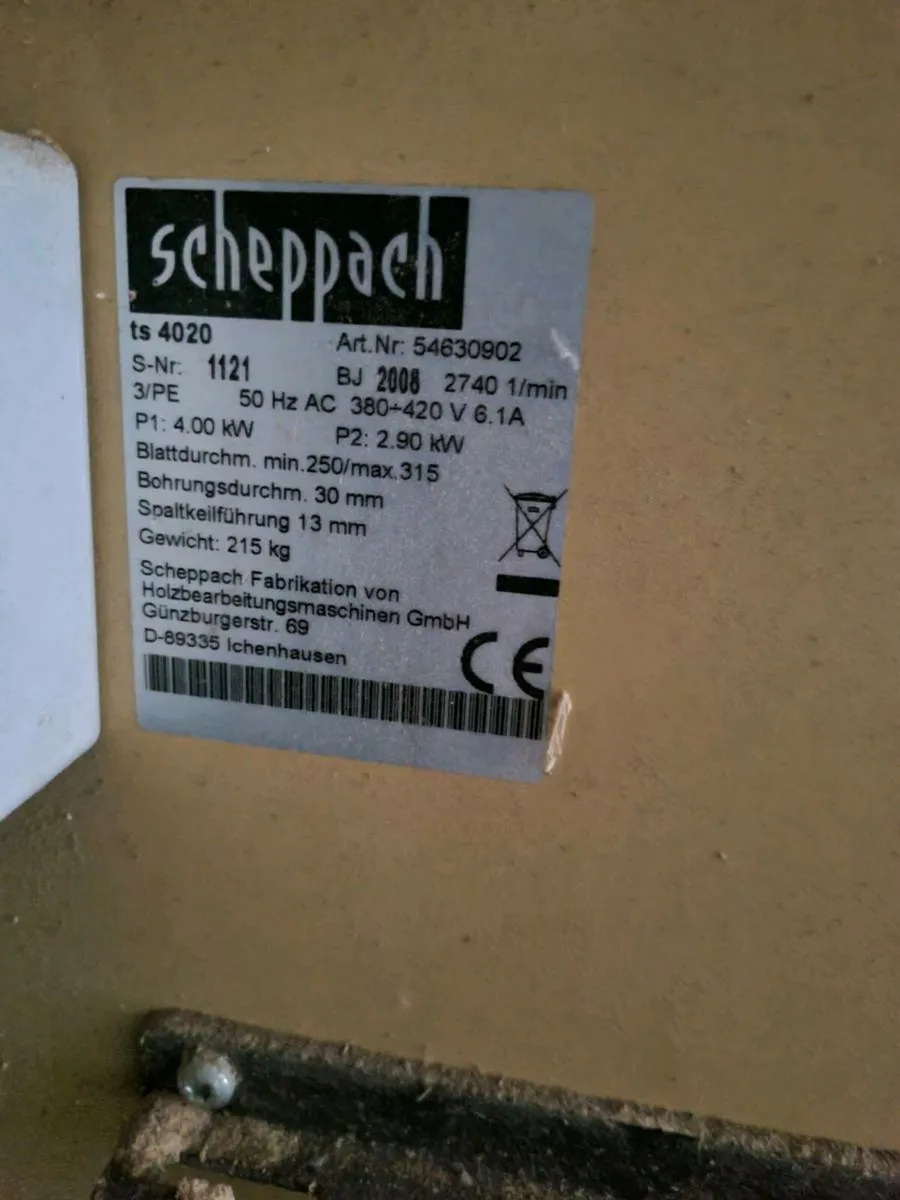 scheppach
ts 4020 Art.Nr: 54630902
S-Nr: 1121 BJ 2008 2740 1/min
3/PE 50 Hz AC 380÷420 V 6.1A
P1: 4.00 kW P2: 2.90 kW
Blattdurchm. min.250/max.315
Bohrungsdurchm. 30 mm
Spaltkeilführung 13 mm
Gewicht: 215 kg
Scheppach Fabrikation von
Holzbearbeitungsmaschinen GmbH
Günzburgerstr. 69
D-89335 Ichenhausen
CE